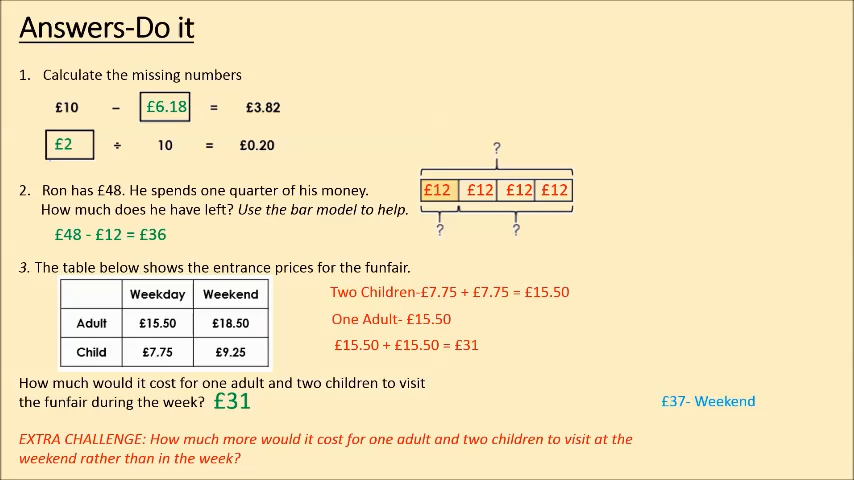 Answers-Do it
1. Calculate the missing numbers
£10 – £6.18 = £3.82
£2 ÷ 10 = £0.20
?
2. Ron has £48. He spends one quarter of his money.
How much does he have left? Use the bar model to help.
£12 £12 £12 £12
? ?
£48 - £12 = £36
3. The table below shows the entrance prices for the funfair.
Weekday Weekend
Adult £15.50 £18.50
Child £7.75 £9.25
Two Children-£7.75 + £7.75 = £15.50
One Adult- £15.50
£15.50 + £15.50 = £31
How much would it cost for one adult and two children to visit
the funfair during the week? £31
£37- Weekend
EXTRA CHALLENGE: How much more would it cost for one adult and two children to visit at the
weekend rather than in the week?